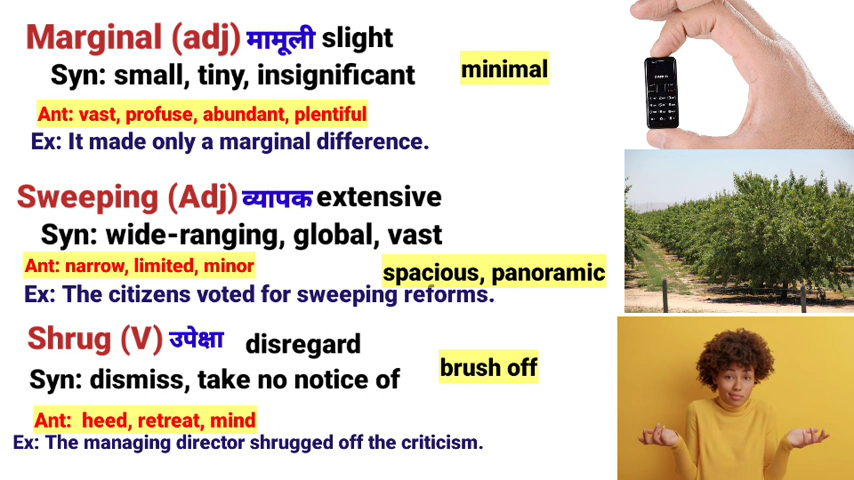 Marginal (adj) मामूली slight
Syn: small, tiny, insignificant
minimal
Ant: vast, profuse, abundant, plentiful
Ex: It made only a marginal difference.
Sweeping (Adj) व्यापक extensive
Syn: wide-ranging, global, vast
Ant: narrow, limited, minor
spacious, panoramic
Ex: The citizens voted for sweeping reforms.
Shrug (V) उपेक्षा disregard
Syn: dismiss, take no notice of
brush off
Ant: heed, retreat, mind
Ex: The managing director shrugged off the criticism.